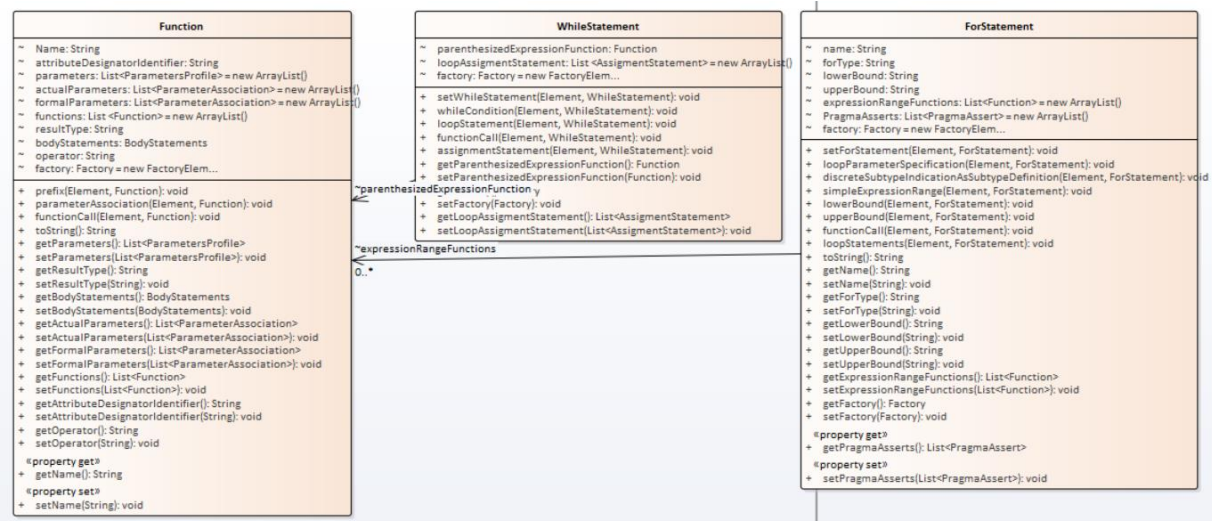 Function
~ Name: String
~ attributeDesignatorIdentifier: String
~ parameters: List<ParametersProfile> = new ArrayList()
~ actualParameters: List<ParameterAssociation> = new ArrayList()
~ formalParameters: List<ParameterAssociation> = new ArrayList()
~ functions: List <Function> = new ArrayList()
~ resultType: String
~ bodyStatements: BodyStatements
~ operator: String
~ factory: Factory = new FactoryElem...
+ prefix(Element, Function): void
+ parameterAssociation(Element, Function): void
+ functionCall(Element, Function): void
+ toString(): String
+ getParameters(): List<ParametersProfile>
+ setParameters(List<ParametersProfile>): void
+ getResultType(): String
+ setResultType(String): void
+ getBodyStatements(): BodyStatements
+ setBodyStatements(BodyStatements): void
+ getActualParameters(): List<ParameterAssociation>
+ setActualParameters(List<ParameterAssociation>): void
+ getFormalParameters(): List<ParameterAssociation>
+ setFormalParameters(List<ParameterAssociation>): void
+ getFunctions(): List<Function>
+ setFunctions(List<Function>): void
+ getAttributeDesignatorIdentifier(): String
+ setAttributeDesignatorIdentifier(String): void
+ getOperator(): String
+ setOperator(String): void
«property get»
+ getName(): String
«property set»
+ setName(String): void
WhileStatement
~ parenthesizedExpressionFunction: Function
~ loopAssigmentStatement: List <AssigmentStatement> = new ArrayList()
~ factory: Factory = new FactoryElem...
+ setWhileStatement(Element, WhileStatement): void
+ whileCondition(Element, WhileStatement): void
+ loopStatement(Element, WhileStatement): void
+ functionCall(Element, WhileStatement): void
+ assignmentStatement(Element, WhileStatement): void
+ getParenthesizedExpressionFunction(): Function
+ setParenthesizedExpressionFunction(Function): void
~parenthesizedExpressionFunction
+ setFactory(Factory): void
+ getLoopAssigmentStatement(): List<AssigmentStatement>
+ setLoopAssigmentStatement(List<AssigmentStatement>): void
~expressionRangeFunctions
0..*
ForStatement
~ name: String
~ forType: String
~ lowerBound: String
~ upperBound: String
~ expressionRangeFunctions: List<Function> = new ArrayList()
~ PragmaAsserts: List<PragmaAssert> = new ArrayList()
~ factory: Factory = new FactoryElem...
+ setForStatement(Element, ForStatement): void
+ loopParameterSpecification(Element, ForStatement): void
+ discreteSubtypeIndicationAsSubtypeDefinition(Element, ForStatement): void
+ simpleExpressionRange(Element, ForStatement): void
+ lowerBound(Element, ForStatement): void
+ upperBound(Element, ForStatement): void
+ functionCall(Element, ForStatement): void
+ loopStatements(Element, ForStatement): void
+ toString(): String
+ getName(): String
+ setName(String): void
+ getForType(): String
+ setForType(String): void
+ getLowerBound(): String
+ setLowerBound(String): void
+ getUpperBound(): String
+ setUpperBound(String): void
+ getExpressionRangeFunctions(): List<Function>
+ setExpressionRangeFunctions(List<Function>): void
+ getFactory(): Factory
+ setFactory(Factory): void
«property get»
+ getPragmaAsserts(): List<PragmaAssert>
«property set»
+ setPragmaAsserts(List<PragmaAssert>): void